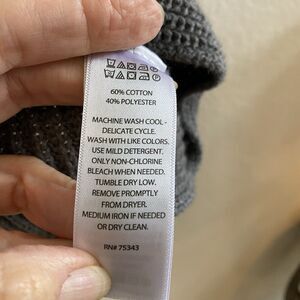 60% COTTON
40% POLYESTER
MACHINE WASH COOL -
DELICATE CYCLE.
WASH WITH LIKE COLORS.
USE MILD DETERGENT.
ONLY NON-CHLORINE
BLEACH WHEN NEEDED.
TUMBLE DRY LOW.
REMOVE PROMPTLY
FROM DRYER.
MEDIUM IRON IF NEEDED
OR DRY CLEAN.
RN# 75343